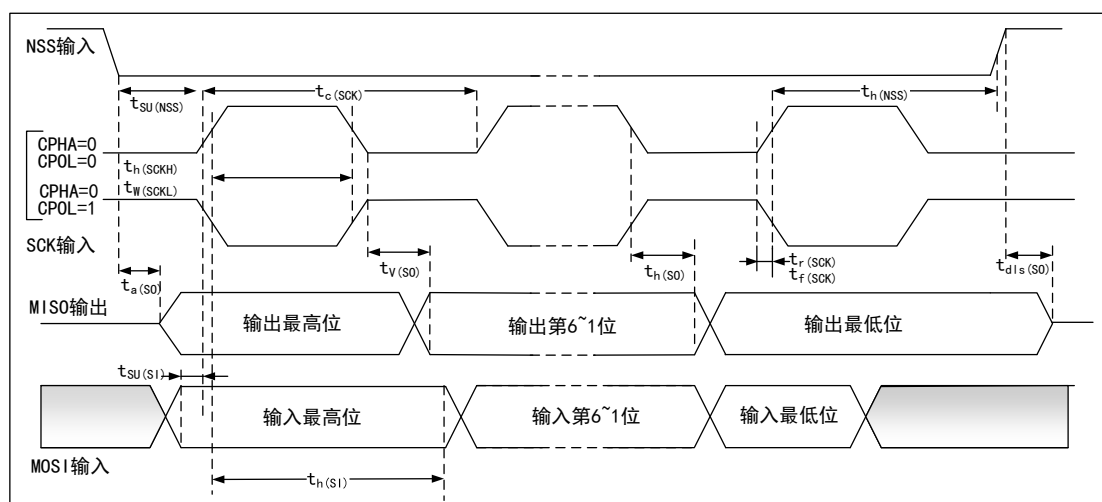 NSS输入
tSU(NSS)
tc(SCK)
th(NSS)
CPHA=0
CPOL=0
th(SCKH)
tW(SCKL)
CPHA=0
CPOL=1
SCK输入
ta(SO)
tV(SO)
th(SO)
tr(SCK)
tf(SCK)
tdis(SO)
MISO输出
输出最高位
输出第6~1位
输出最低位
tSU(SI)
输入最高位
输入第6~1位
输入最低位
MOSI输入
th(SI)